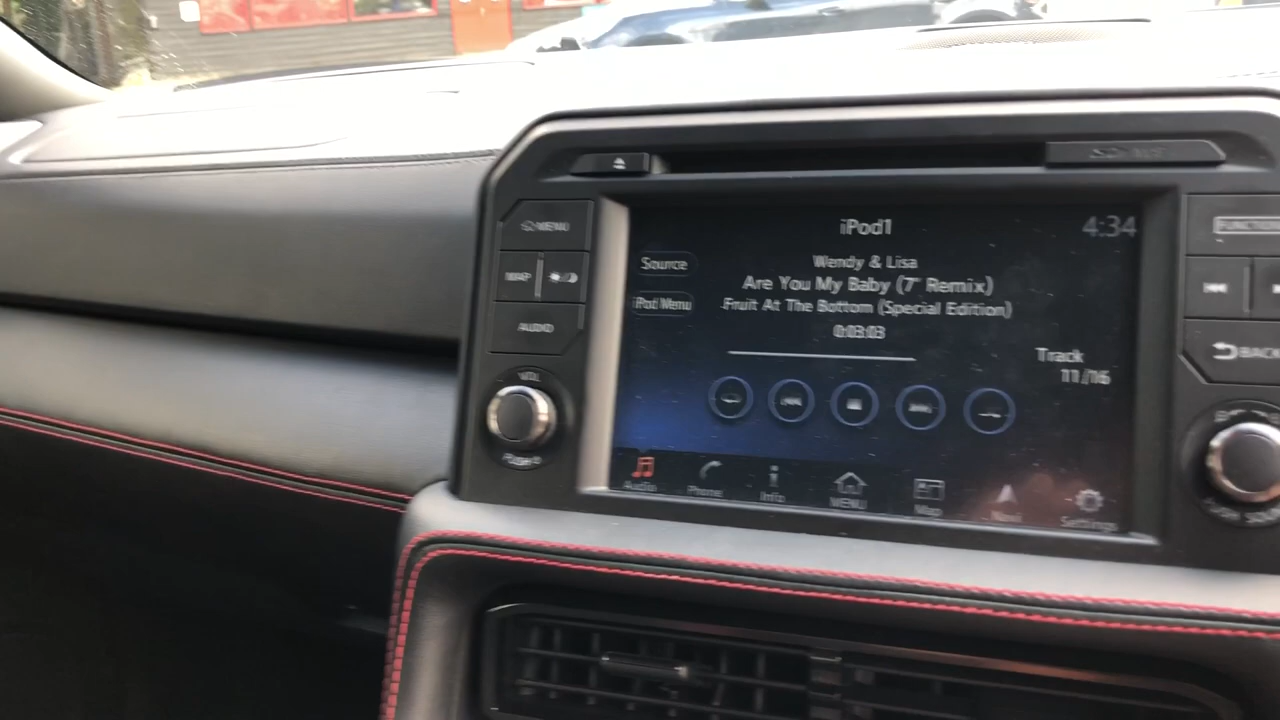 iPod1
4:34
Source
Wendy & Lisa
Are You My Baby (7" Remix)
iPod Menu
Fruit At The Bottom (Special Edition)
0:03:03
Track
11/16
Audio
Phone
Info
MENU
Map
Navi
Settings
MENU
MAP
AUDIO
VOL
BACK